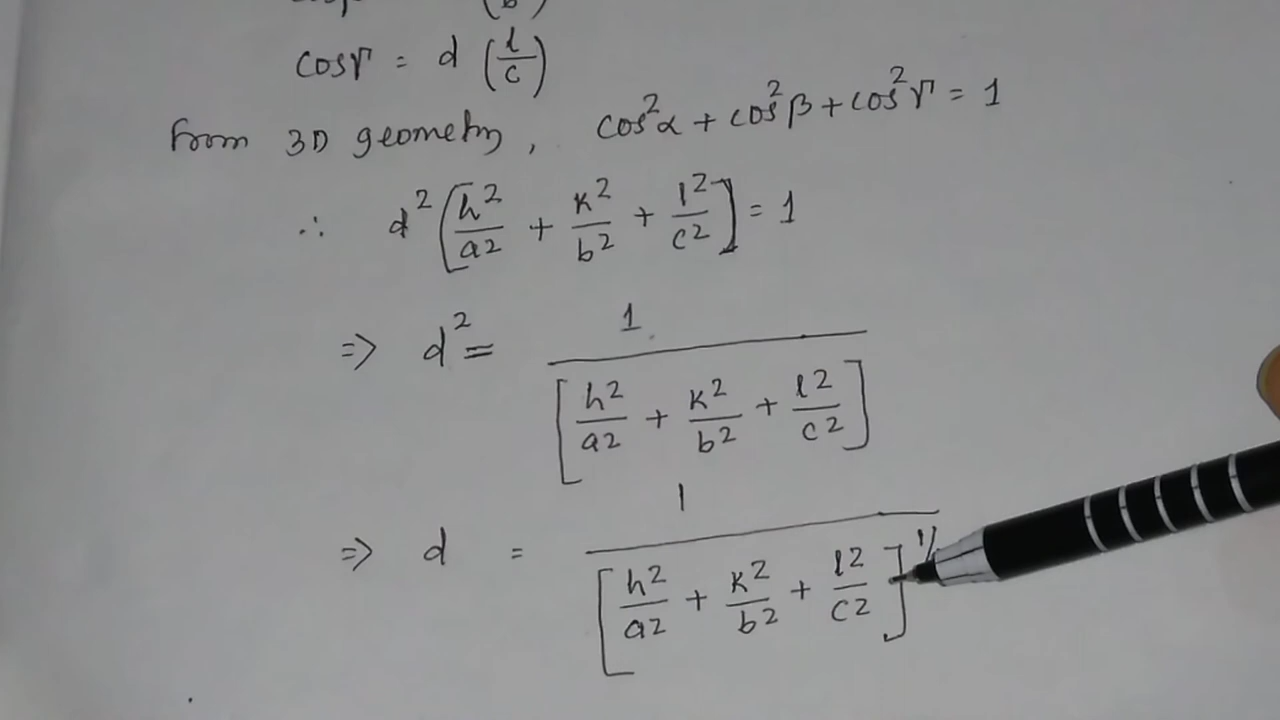 cosγ = d (l/c)
From 3D geometry, cos²α + cos²β + cos²γ = 1
∴ d² [h²/a² + k²/b² + l²/c²] = 1
⇒ d² = 1 / [h²/a² + k²/b² + l²/c²]
⇒ d = 1 / [h²/a² + k²/b² + l²/c²]^1/